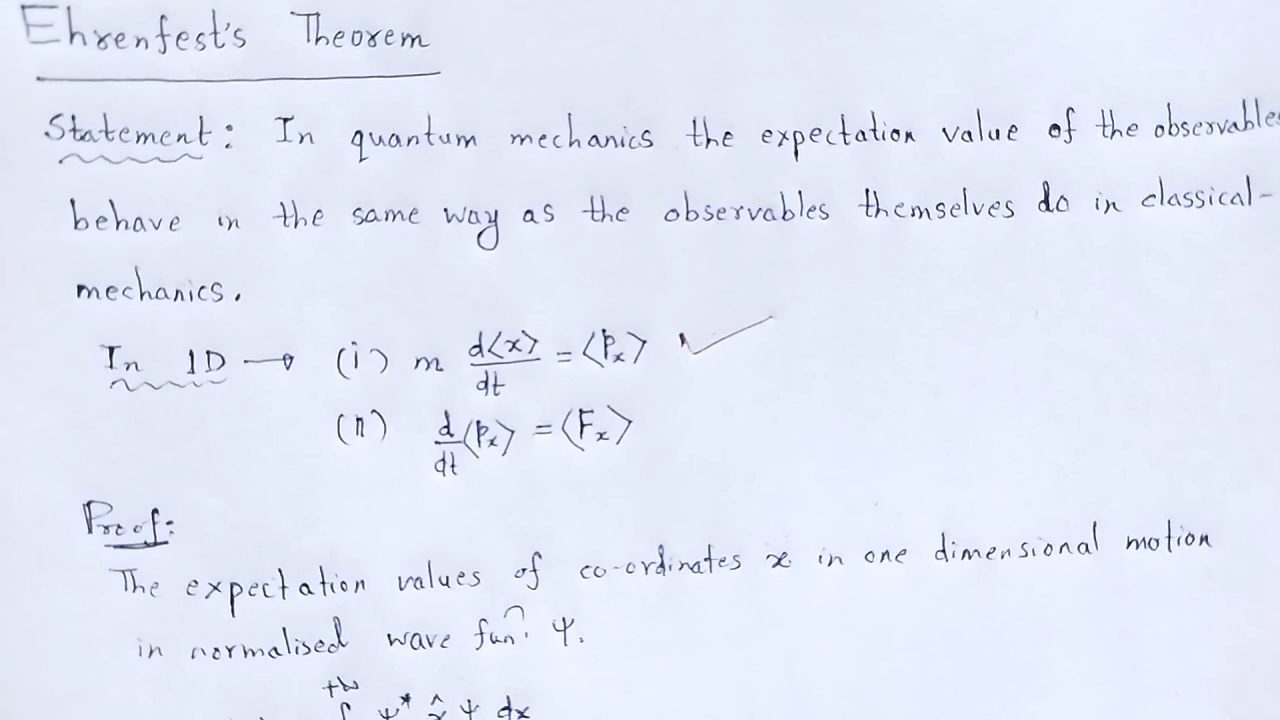 Ehrenfest's Theorem
Statement: In quantum mechanics the expectation value of the observables
behave in the same way as the observables themselves do in classical-
mechanics.
In 1D → (i) m d⟨x⟩/dt = ⟨Px⟩ ✓
(ii) d/dt ⟨Px⟩ = ⟨Fx⟩
Proof:
The expectation values of co-ordinates x in one dimensional motion
in normalised wave fun. ψ.
ψ* x̂ ψ dx